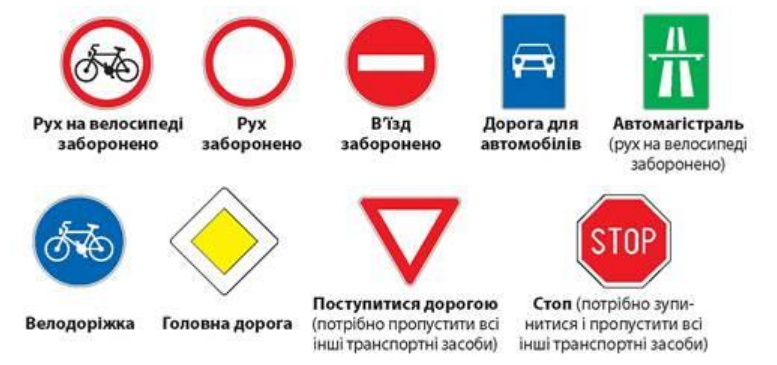 Рух на велосипеді
заборонено
Рух
заборонено
В’їзд
заборонено
Дорога для
автомобілів
Автомагістраль
(рух на велосипеді
заборонено)
STOP
Велодоріжка
Головна дорога
Поступитися дорогою
(потрібно пропустити всі
інші транспортні засоби)
Стоп (потрібно зупи-
нитися і пропустити всі
інші транспортні засоби)